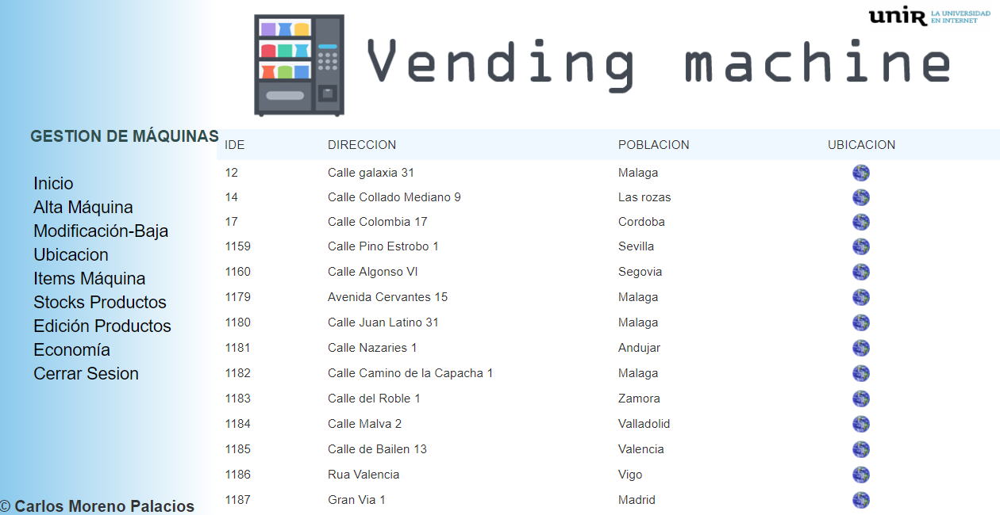 unir LA UNIVERSIDAD
EN INTERNET
Vending machine
GESTION DE MÁQUINAS
Inicio
Alta Máquina
Modificación-Baja
Ubicacion
Items Máquina
Stocks Productos
Edición Productos
Economía
Cerrar Sesion
© Carlos Moreno Palacios
IDE DIRECCION POBLACION UBICACION
12 Calle galaxia 31 Malaga
14 Calle Collado Mediano 9 Las rozas
17 Calle Colombia 17 Cordoba
1159 Calle Pino Estrobo 1 Sevilla
1160 Calle Algonso VI Segovia
1179 Avenida Cervantes 15 Malaga
1180 Calle Juan Latino 31 Malaga
1181 Calle Nazaries 1 Andujar
1182 Calle Camino de la Capacha 1 Malaga
1183 Calle del Roble 1 Zamora
1184 Calle Malva 2 Valladolid
1185 Calle de Bailen 13 Valencia
1186 Rua Valencia Vigo
1187 Gran Via 1 Madrid